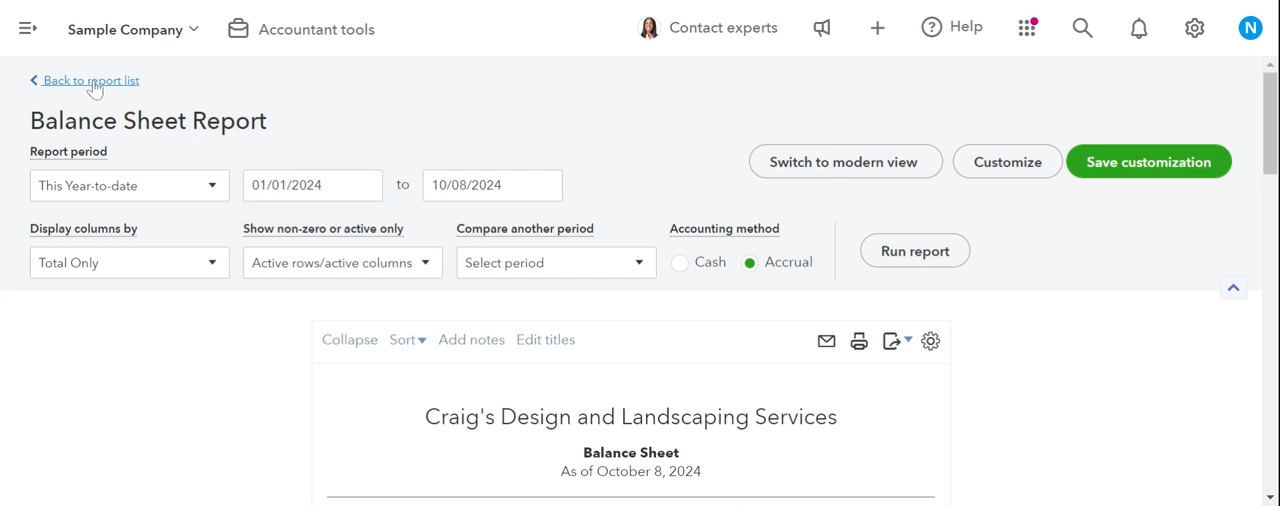 Sample Company Accountant tools Contact experts Help N
Back to report list
Balance Sheet Report
Report period
This Year-to-date 01/01/2024 to 10/08/2024 Switch to modern view Customize Save customization
Display columns by Show non-zero or active only Compare another period Accounting method
Total Only Active rows/active columns Select period Cash Accrual Run report
Collapse Sort Add notes Edit titles
Craig's Design and Landscaping Services
Balance Sheet
As of October 8, 2024